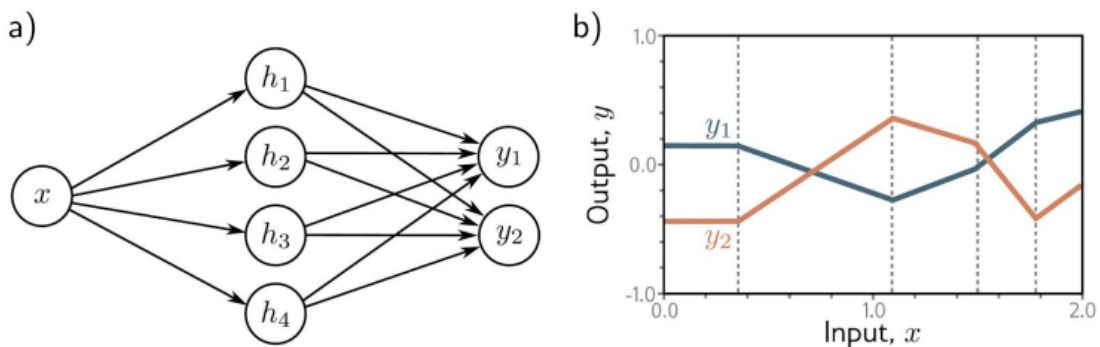 a)
x
h₁
h₂
h₃
h₄
y₁
y₂
b)
1.0
0.0
-1.0
Output, y
y₁
y₂
0.0
1.0
2.0
Input, x